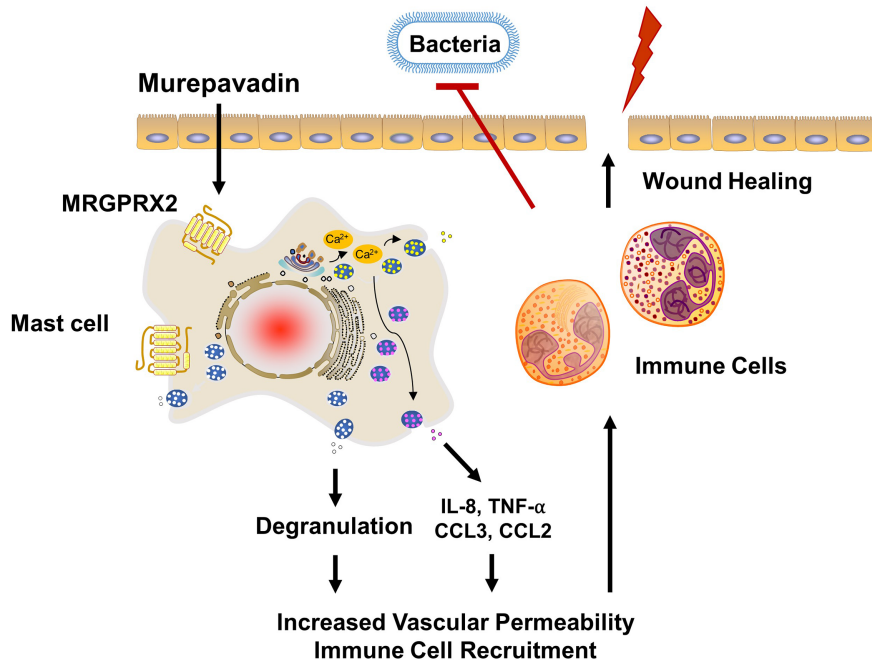 Bacteria
Murepavadin
MRGPRX2
Wound Healing
Ca²⁺
Ca²⁺
Mast cell
Immune Cells
IL-8, TNF-α
CCL3, CCL2
Degranulation
Increased Vascular Permeability
Immune Cell Recruitment